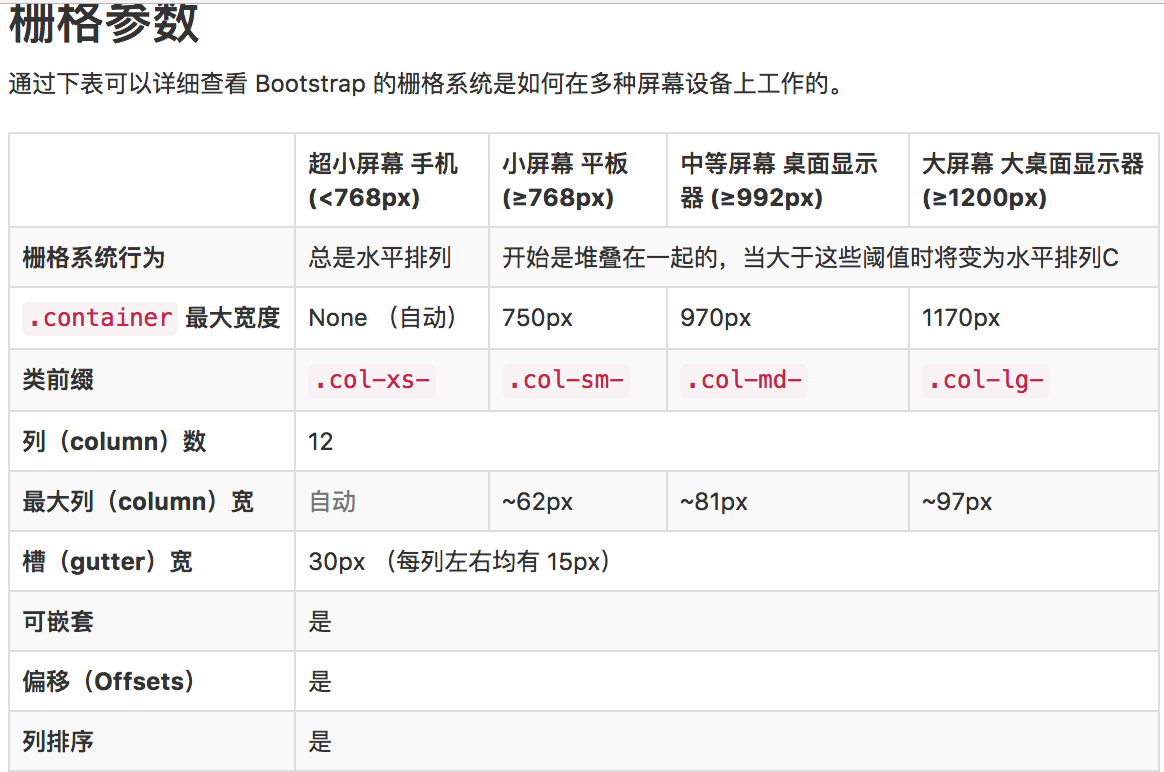 栅格参数
通过下表可以详细查看 Bootstrap 的栅格系统是如何在多种屏幕设备上工作的。
超小屏幕 手机 (<768px)
小屏幕 平板 (≥768px)
中等屏幕 桌面显示器 (≥992px)
大屏幕 大桌面显示器 (≥1200px)
栅格系统行为 总是水平排列 开始是堆叠在一起的，当大于这些阈值时将变为水平排列C
.container 最大宽度 None （自动） 750px 970px 1170px
类前缀 .col-xs- .col-sm- .col-md- .col-lg-
列（column）数 12
最大列（column）宽 自动 ~62px ~81px ~97px
槽（gutter）宽 30px （每列左右均有 15px）
可嵌套 是
偏移（Offsets） 是
列排序 是